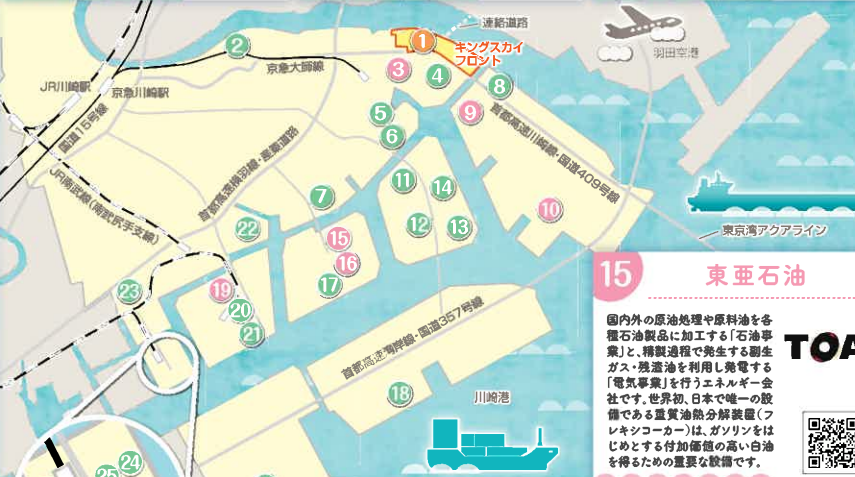 連絡道路
1
2
キングスカイ
フロント
羽田空港
京急大師線
3
4
JR川崎駅
京急川崎駅
8
5
9
国道15号線
6
首都高速川崎線・国道409号線
首都高速横羽線・産業道路
JR南武線(南武尻手支線)
11
14
7
10
12
13
22
15
東京湾アクアライン
16
17
23
19
20
21
首都高速湾岸線・国道357号線
18
川崎港
24
25
15
東亜石油
国内外の原油処理や原料油を各
種石油製品に加工する「石油事
業」と、精製過程で発生する副生
ガス・残渣油を利用し発電する
「電気事業」を行うエネルギー会
社です。世界初、日本で唯一の設
備である重質油熱分解装置(フ
レキシコーカー)は、ガソリンをは
じめとする付加価値の高い白油
を得るための重要な設備です。
TOA